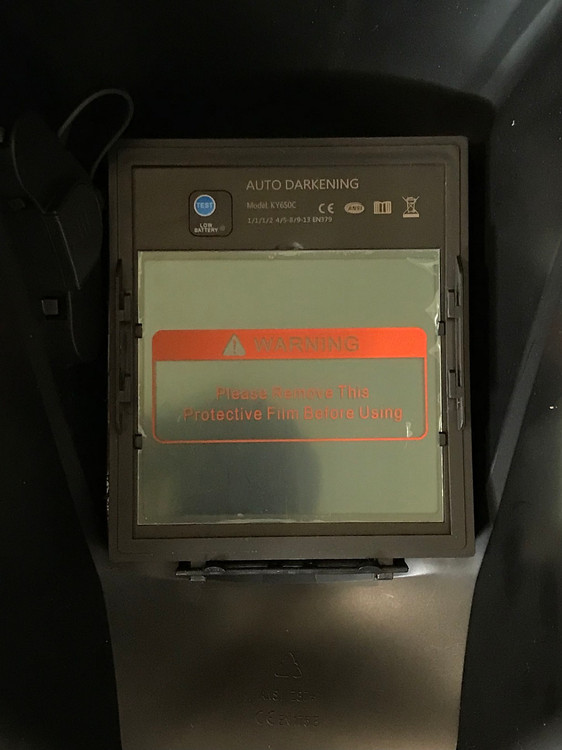 AUTO DARKENING
Model: KY650C
CE
ANSI
1/1/1/2 4/5-8/9-13 EN379
TEST
LOW
BATTERY
WARNING
Please Remove This
Protective Film Before Using